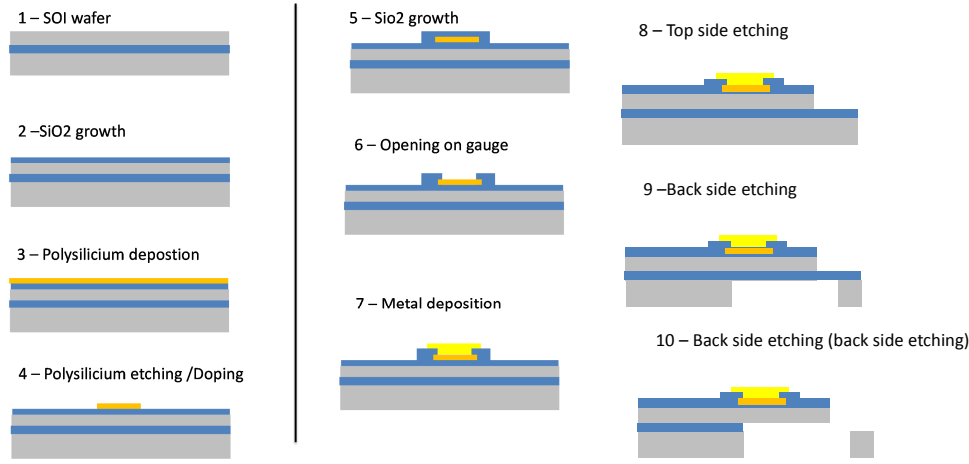 1 – SOI wafer
2 –SiO2 growth
3 – Polysilicium depostion
4 – Polysilicium etching /Doping
5 – Sio2 growth
6 – Opening on gauge
7 – Metal deposition
8 – Top side etching
9 –Back side etching
10 – Back side etching (back side etching)